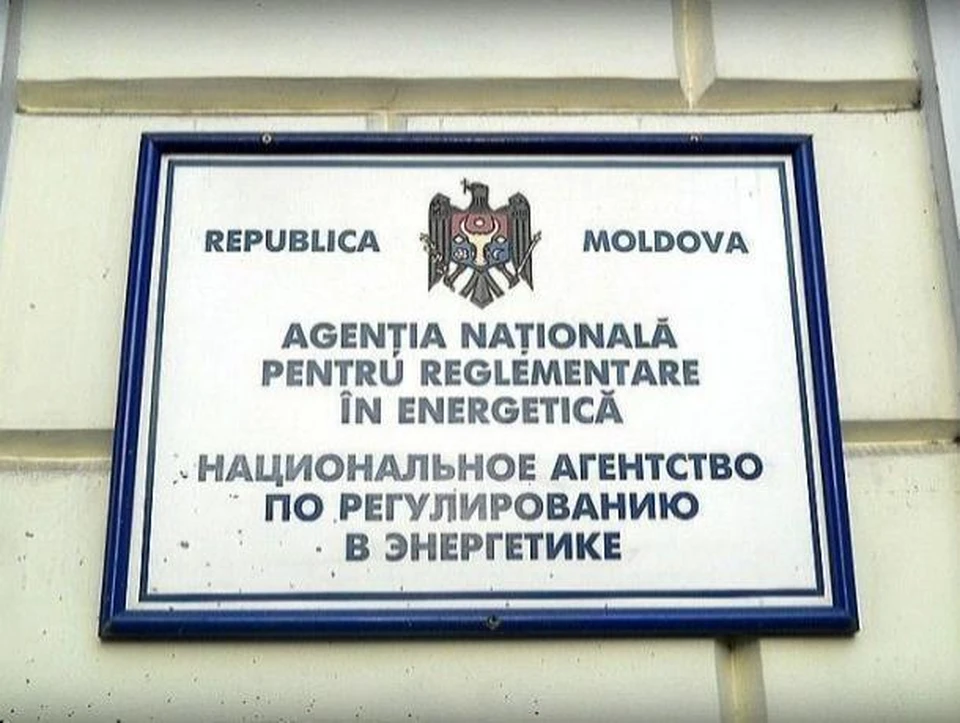 REPUBLICA MOLDOVA
AGENȚIA NAȚIONALĂ
PENTRU REGLEMENTARE
ÎN ENERGETICĂ
НАЦИОНАЛЬНОЕ АГЕНТСТВО
ПО РЕГУЛИРОВАНИЮ
В ЭНЕРГЕТИКЕ